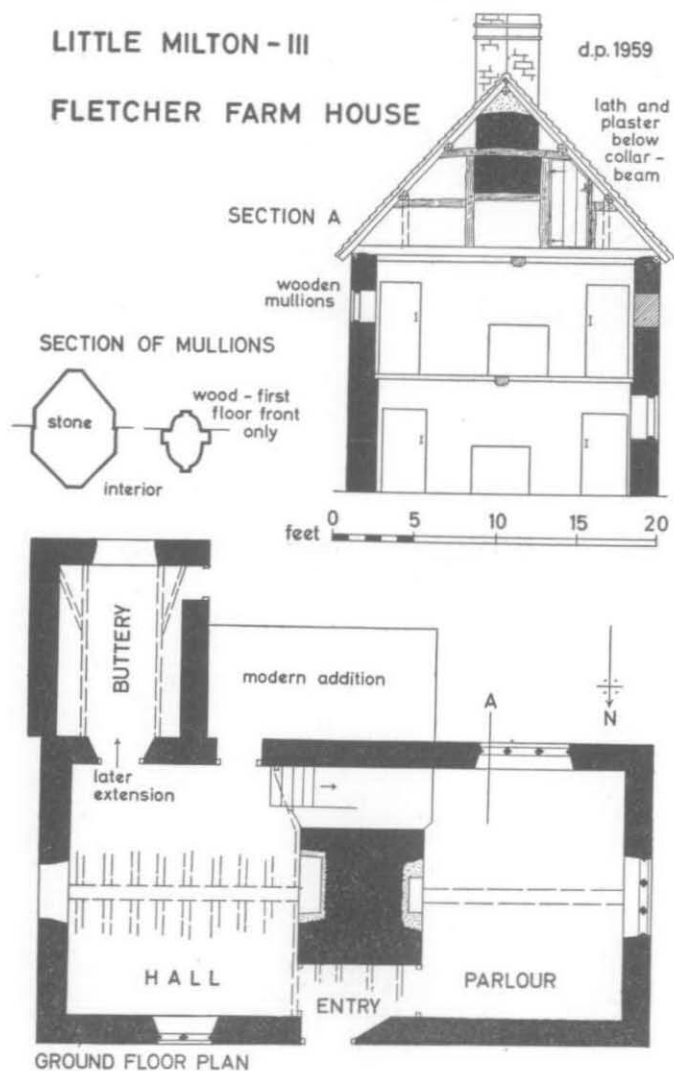 LITTLE MILTON - III
d.p. 1959
FLETCHER FARM HOUSE
lath and
plaster
below
collar -
beam
SECTION A
wooden
mullions
SECTION OF MULLIONS
stone
wood - first
floor front
only
interior
feet 0 5 10 15 20
BUTTERY
modern addition
A
N
later
extension
HALL
PARLOUR
ENTRY
GROUND FLOOR PLAN